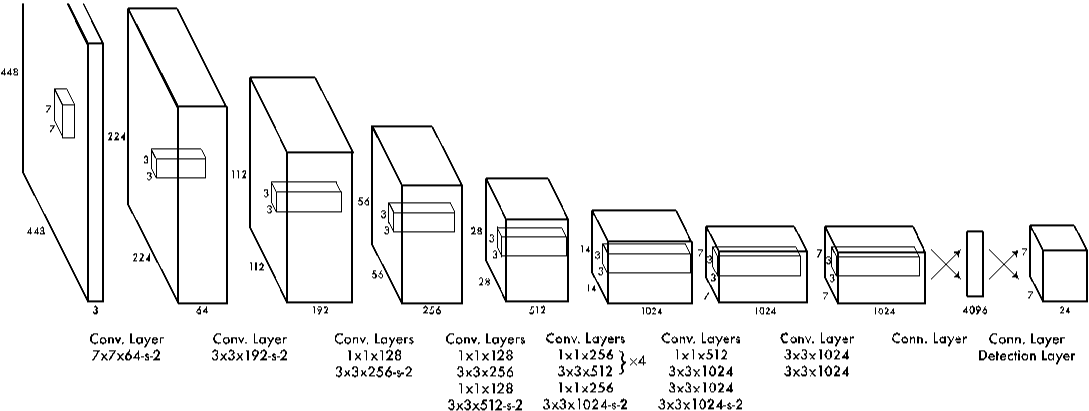 448
448
7
7
3
224
224
3
3
64
112
112
3
3
192
56
56
3
3
256
28
28
3
3
512
14
14
3
3
1024
7
7
3
3
1024
7
7
3
3
1024
4096
7
7
24
Conv. Layer
7x7x64-s-2
Conv. Layer
3x3x192-s-2
Conv. Layers
1x1x128
3x3x256-s-2
Conv. Layers
1x1x128
3x3x256
1x1x128
3x3x512-s-2
Conv. Layers
1x1x256
3x3x512
}×4
1x1x256
3x3x1024-s-2
Conv. Layers
1x1x512
3x3x1024
3x3x1024
3x3x1024-s-2
Conv. Layer
3x3x1024
3x3x1024
Conn. Layer
Conn. Layer
Detection Layer